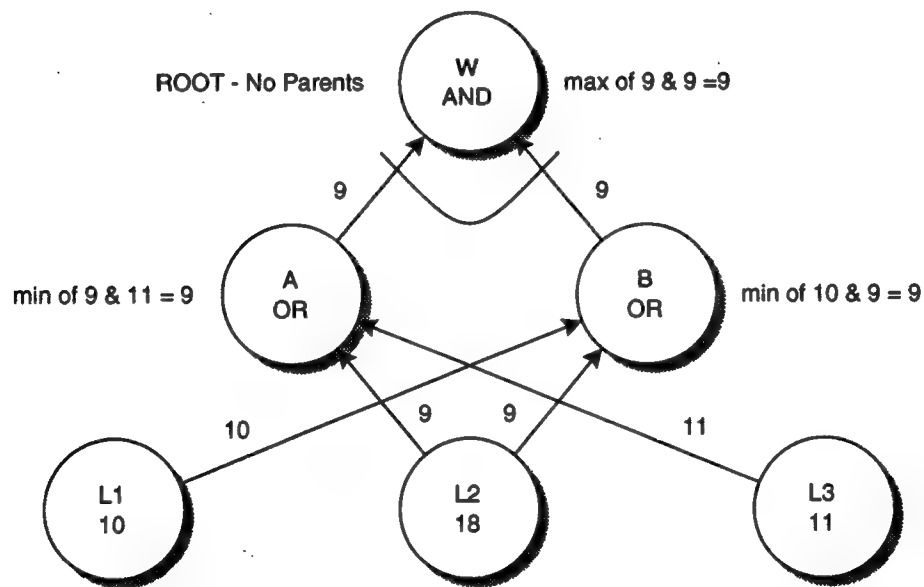 W
AND
ROOT - No Parents
max of 9 & 9 =9
9
9
A
OR
B
OR
min of 9 & 11 = 9
min of 10 & 9 = 9
10
9
9
11
L1
10
L2
18
L3
11